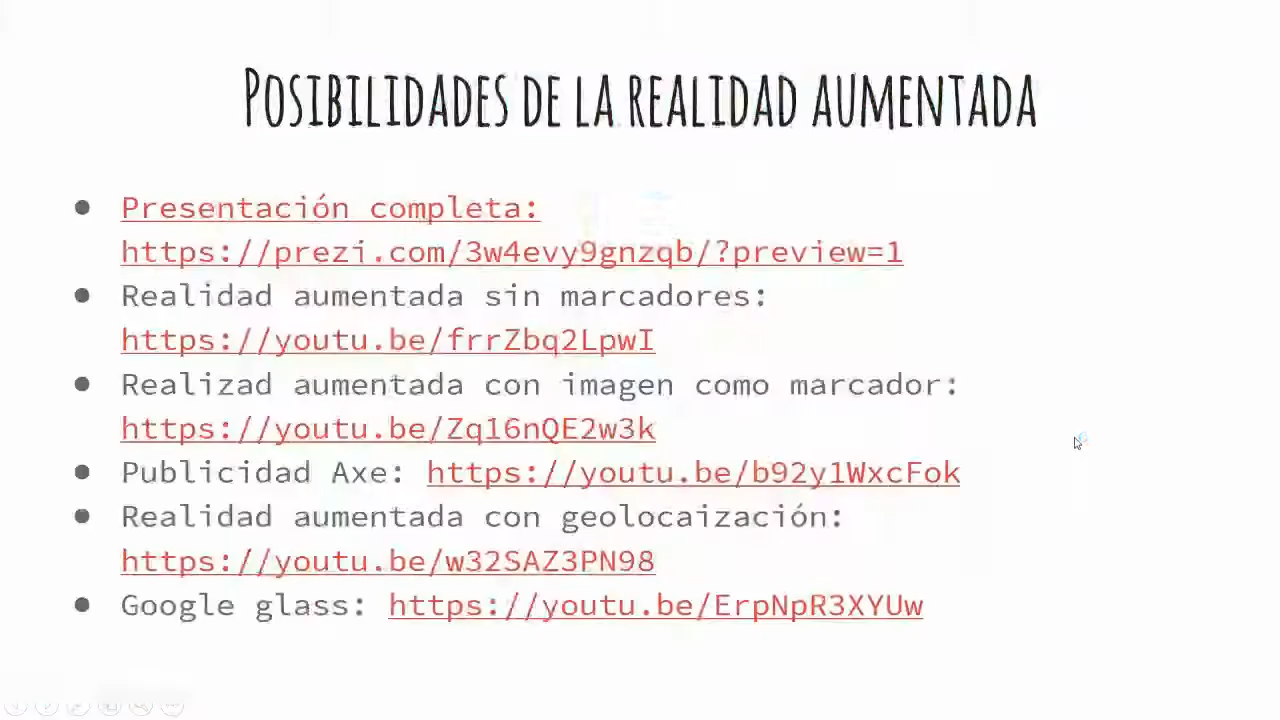 POSIBILIDADES DE LA REALIDAD AUMENTADA
● Presentación completa:
https://prezi.com/3w4evy9gnzqb/?preview=1
● Realidad aumentada sin marcadores:
https://youtu.be/frrZbq2LpwI
● Realizad aumentada con imagen como marcador:
https://youtu.be/Zq16nQE2w3k
● Publicidad Axe: https://youtu.be/b92y1WxcFok
● Realidad aumentada con geolocaización:
https://youtu.be/w32SAZ3PN98
● Google glass: https://youtu.be/ErpNpR3XYUw